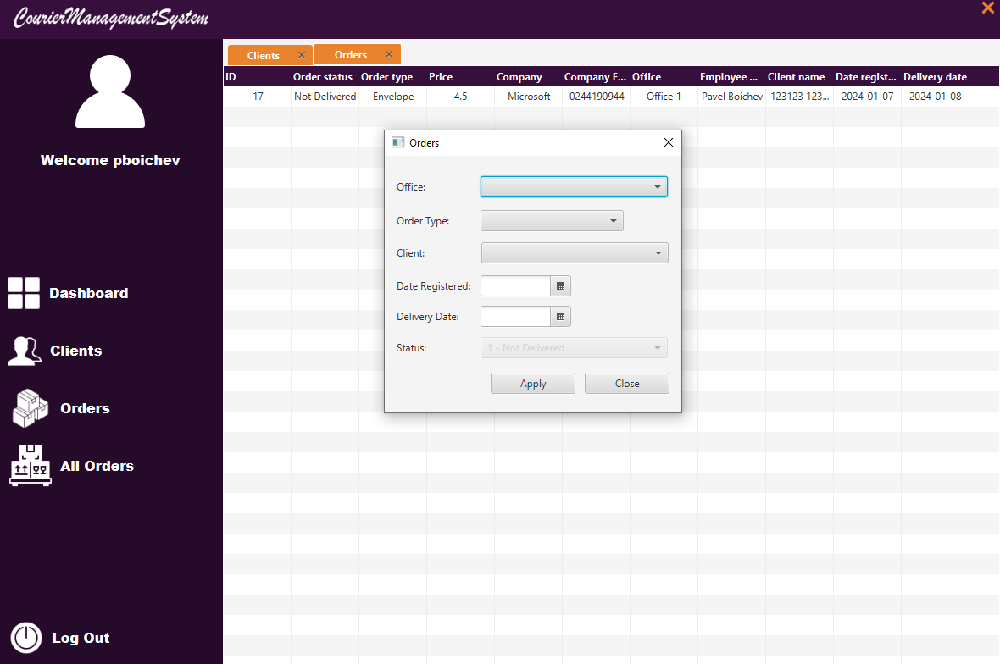 CourierManagementSystem
Welcome pboichev
Dashboard
Clients
Orders
All Orders
Log Out
Clients Orders
ID Order status Order type Price Company Company E... Office Employee ... Client name Date regist... Delivery date
17 Not Delivered Envelope 4.5 Microsoft 0244190944 Office 1 Pavel Boichev 123123 123... 2024-01-07 2024-01-08
Orders
Office:
Order Type:
Client:
Date Registered:
Delivery Date:
Status: 1 - Not Delivered
Apply Close